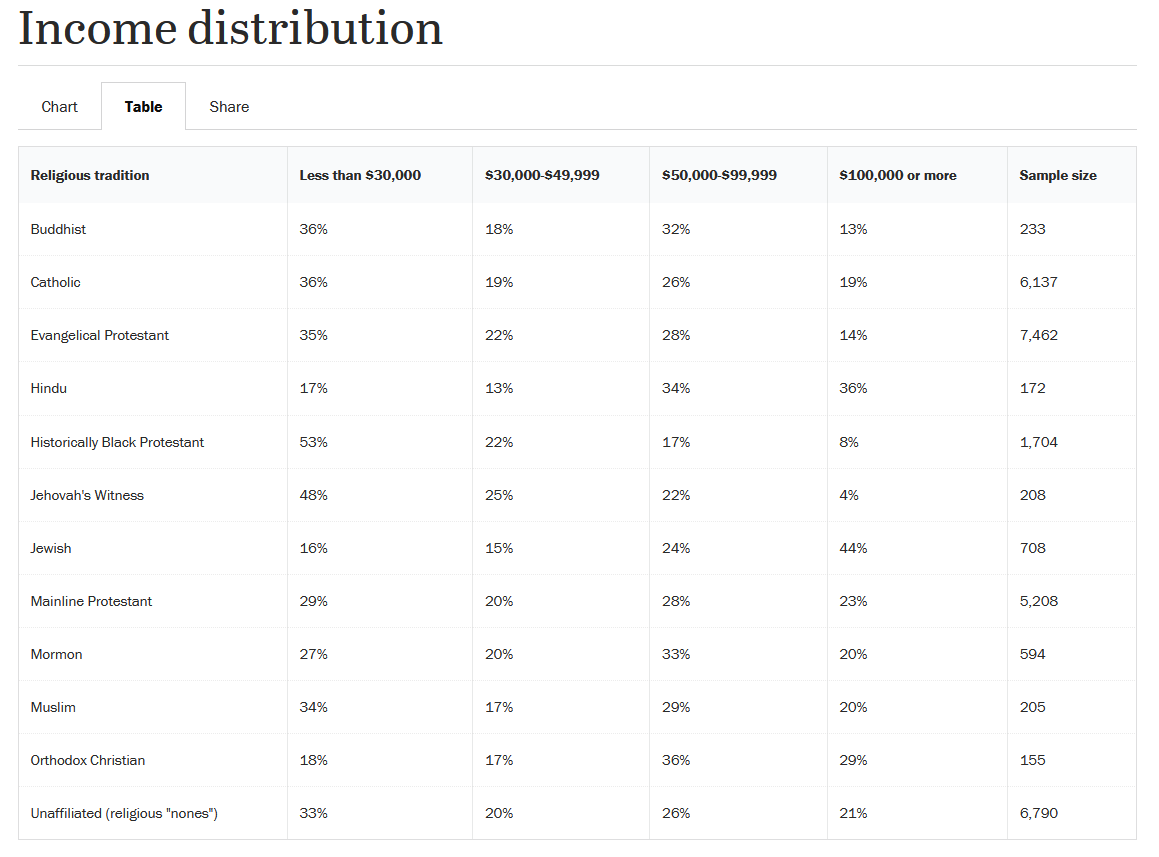 Income distribution
Chart Table Share
Religious tradition Less than $30,000 $30,000-$49,999 $50,000-$99,999 $100,000 or more Sample size
Buddhist 36% 18% 32% 13% 233
Catholic 36% 19% 26% 19% 6,137
Evangelical Protestant 35% 22% 28% 14% 7,462
Hindu 17% 13% 34% 36% 172
Historically Black Protestant 53% 22% 17% 8% 1,704
Jehovah's Witness 48% 25% 22% 4% 208
Jewish 16% 15% 24% 44% 708
Mainline Protestant 29% 20% 28% 23% 5,208
Mormon 27% 20% 33% 20% 594
Muslim 34% 17% 29% 20% 205
Orthodox Christian 18% 17% 36% 29% 155
Unaffiliated (religious "nones") 33% 20% 26% 21% 6,790